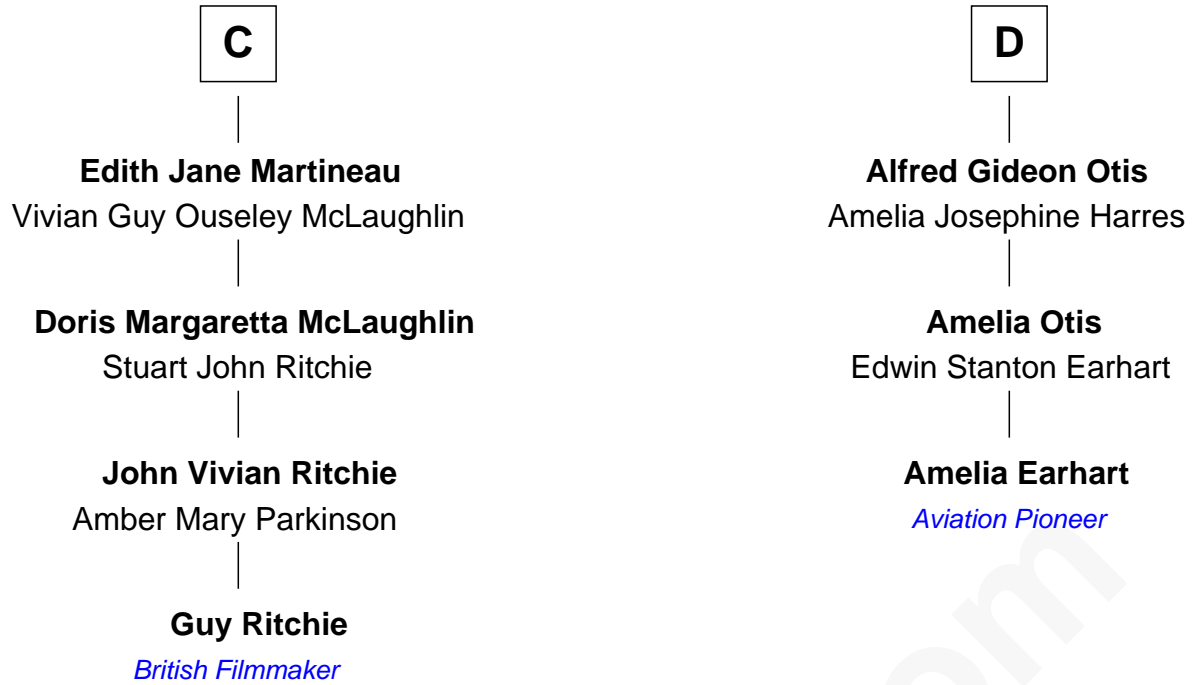 C
Edith Jane Martineau
Vivian Guy Ouseley McLaughlin
Doris Margaretta McLaughlin
Stuart John Ritchie
John Vivian Ritchie
Amber Mary Parkinson
Guy Ritchie
British Filmmaker
D
Alfred Gideon Otis
Amelia Josephine Harres
Amelia Otis
Edwin Stanton Earhart
Amelia Earhart
Aviation Pioneer
om